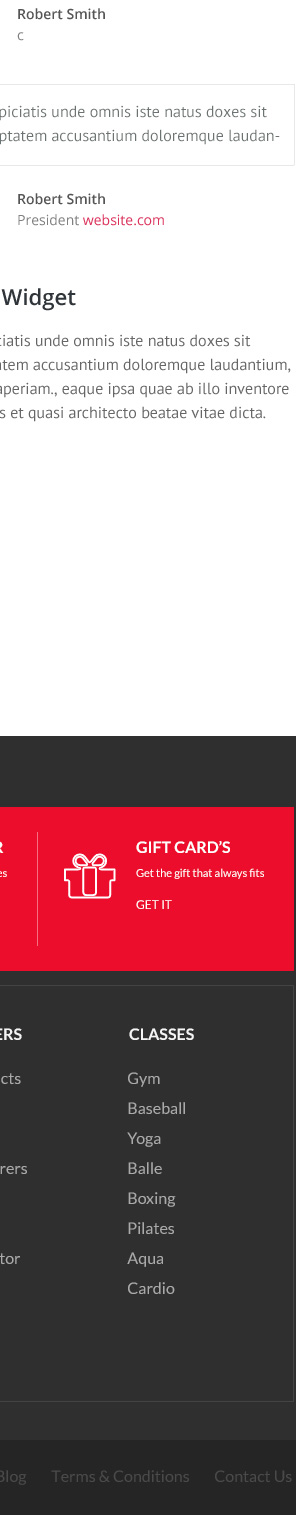 Robert Smith
c
piciatis unde omnis iste natus doxes sit
ptatem accusantium doloremque laudan-
Robert Smith
President website.com
Widget
ciatis unde omnis iste natus doxes sit
atem accusantium doloremque laudantium,
aperiam., eaque ipsa quae ab illo inventore
s et quasi architecto beatae vitae dicta.
R
es
GIFT CARD'S
Get the gift that always fits
GET IT
ERS
cts
rers
tor
CLASSES
Gym
Baseball
Yoga
Balle
Boxing
Pilates
Aqua
Cardio
Blog Terms & Conditions Contact Us